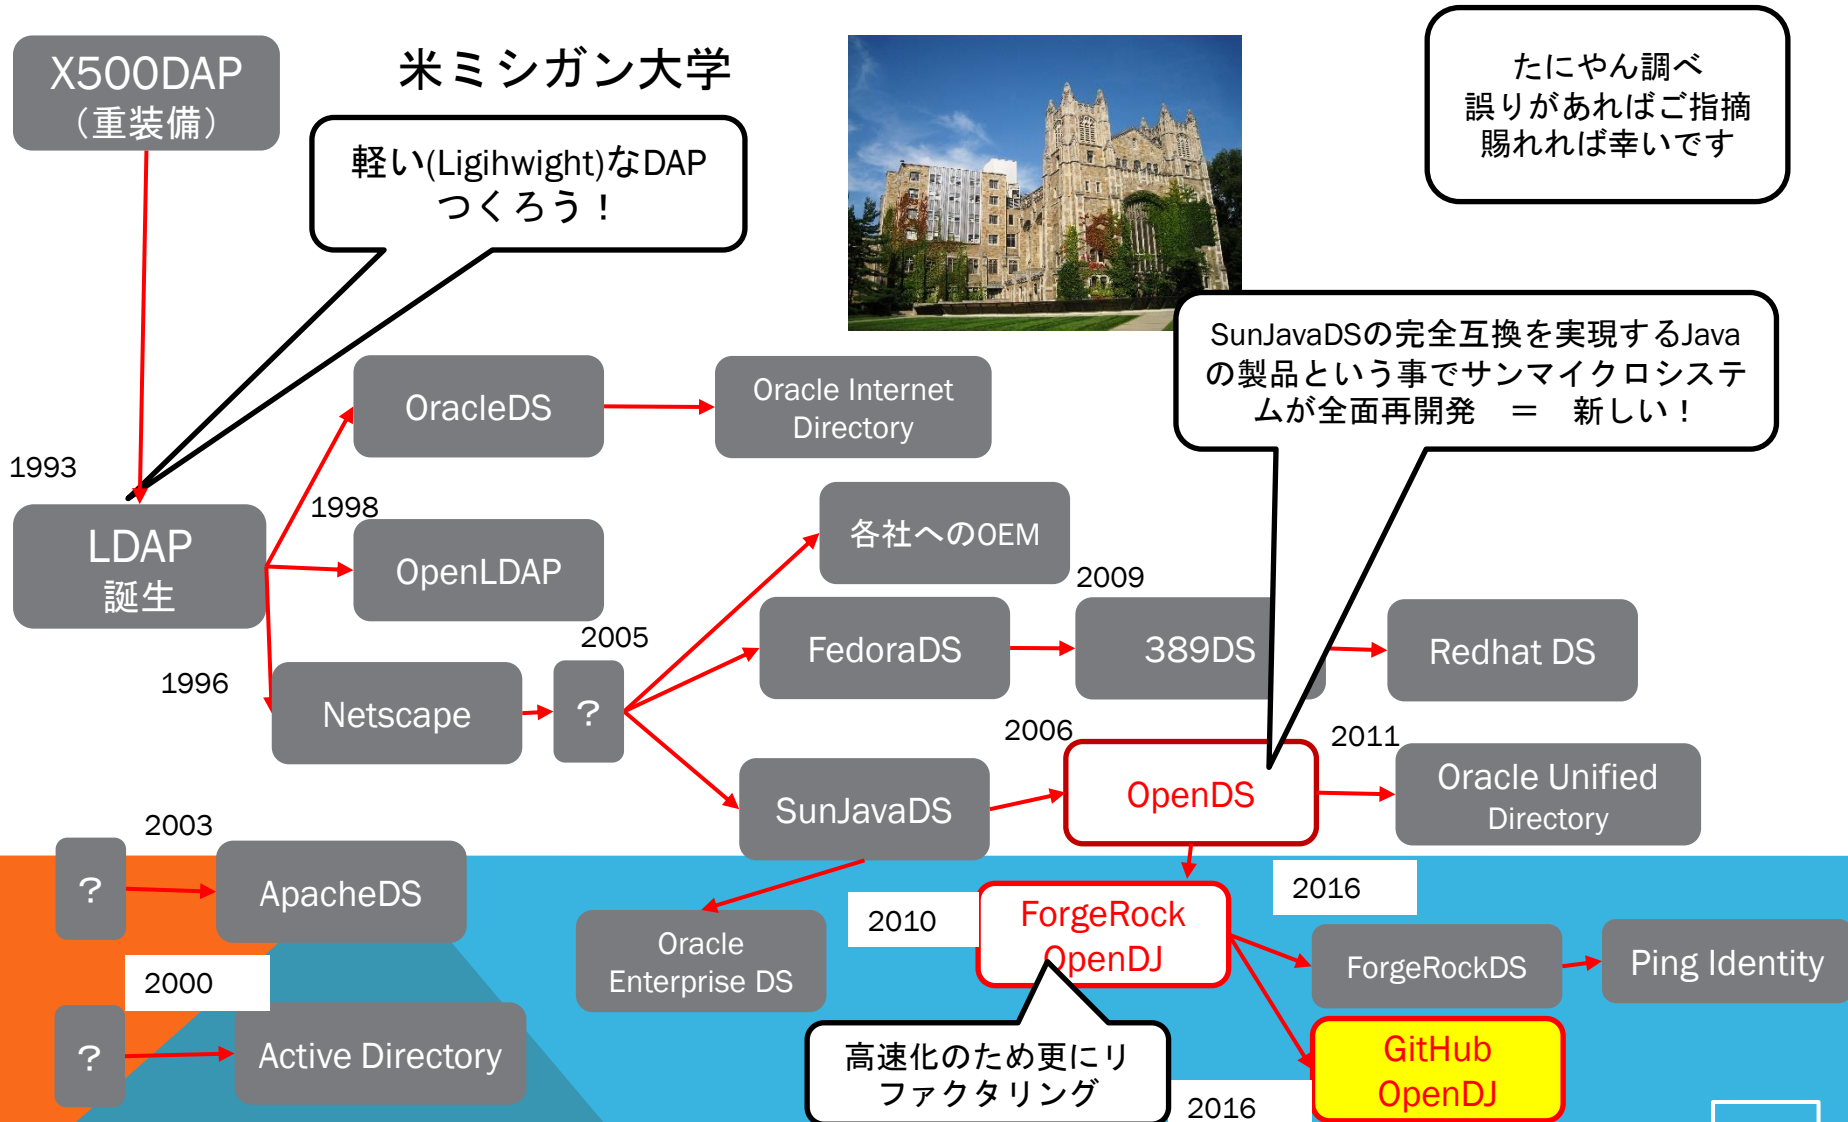 X500DAP
（重装備）
米ミシガン大学
たにやん調べ
誤りがあればご指摘
賜れれば幸いです
軽い(Ligihwight)なDAP
つくろう！
SunJavaDSの完全互換を実現するJava
の製品という事でサンマイクロシステ
ムが全面再開発　＝　新しい！
OracleDS
Oracle Internet
Directory
1993
LDAP
誕生
1998
OpenLDAP
各社へのOEM
2009
2005
FedoraDS
389DS
Redhat DS
1996
Netscape
?
2006
2011
SunJavaDS
OpenDS
Oracle Unified
Directory
2003
?
ApacheDS
2016
2010
ForgeRock
OpenDJ
Oracle
Enterprise DS
ForgeRockDS
Ping Identity
2000
?
Active Directory
高速化のため更にリ
ファクタリング
GitHub
OpenDJ
2016